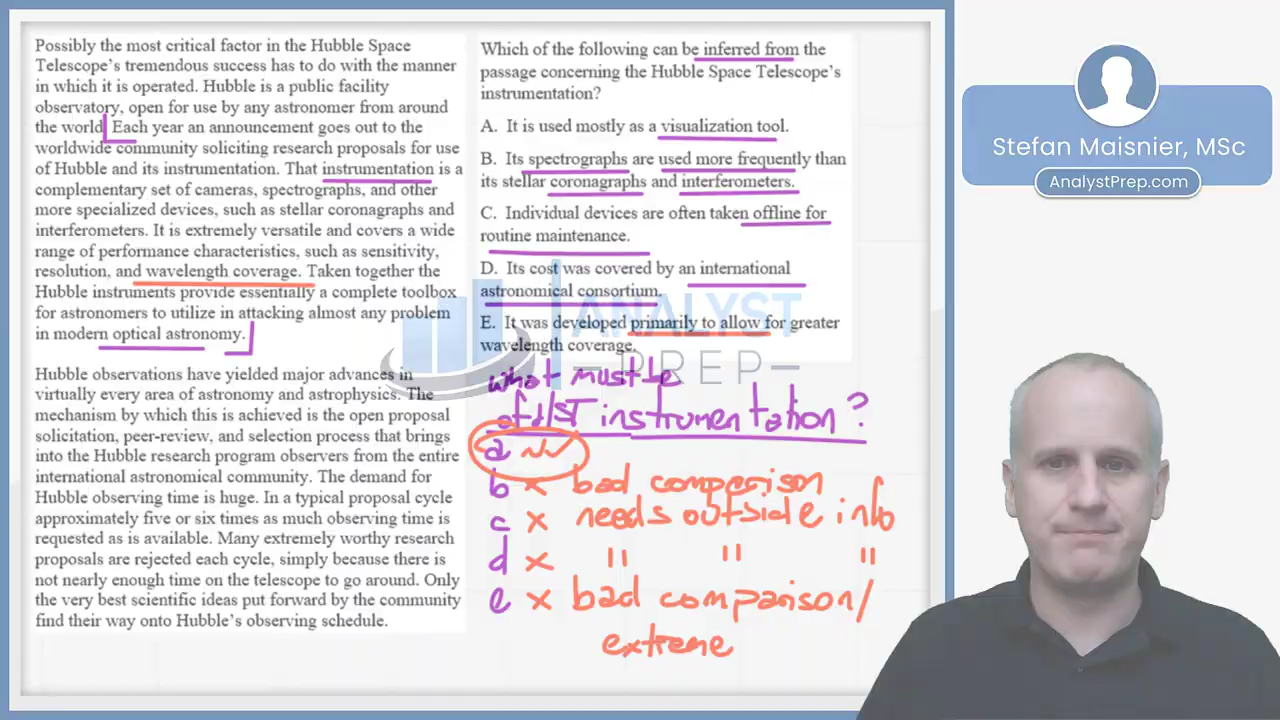 Possibly the most critical factor in the Hubble Space
Telescope's tremendous success has to do with the manner
in which it is operated. Hubble is a public facility
observatory, open for use by any astronomer from around
the world. Each year an announcement goes out to the
worldwide community soliciting research proposals for use
of Hubble and its instrumentation. That instrumentation is a
complementary set of cameras, spectrographs, and other
more specialized devices, such as stellar coronagraphs and
interferometers. It is extremely versatile and covers a wide
range of performance characteristics, such as sensitivity,
resolution, and wavelength coverage. Taken together the
Hubble instruments provide essentially a complete toolbox
for astronomers to utilize in attacking almost any problem
in modern optical astronomy.
Hubble observations have yielded major advances in
virtually every area of astronomy and astrophysics. The
mechanism by which this is achieved is the open proposal
solicitation, peer-review, and selection process that brings
into the Hubble research program observers from the entire
international astronomical community. The demand for
Hubble observing time is huge. In a typical proposal cycle
approximately five or six times as much observing time is
requested as is available. Many extremely worthy research
proposals are rejected each cycle, simply because there is
not nearly enough time on the telescope to go around. Only
the very best scientific ideas put forward by the community
find their way onto Hubble's observing schedule.
Which of the following can be inferred from the
passage concerning the Hubble Space Telescope's
instrumentation?
A. It is used mostly as a visualization tool.
B. Its spectrographs are used more frequently than
its stellar coronagraphs and interferometers.
C. Individual devices are often taken offline for
routine maintenance.
D. Its cost was covered by an international
astronomical consortium.
E. It was developed primarily to allow for greater
wavelength coverage.
what must be
of HST instrumentation?
a
b x bad comparison
c x needs outside info
d x " " "
e x bad comparison/
extreme
ANALYST
PREP
Stefan Maisnier, MSc
AnalystPrep.com